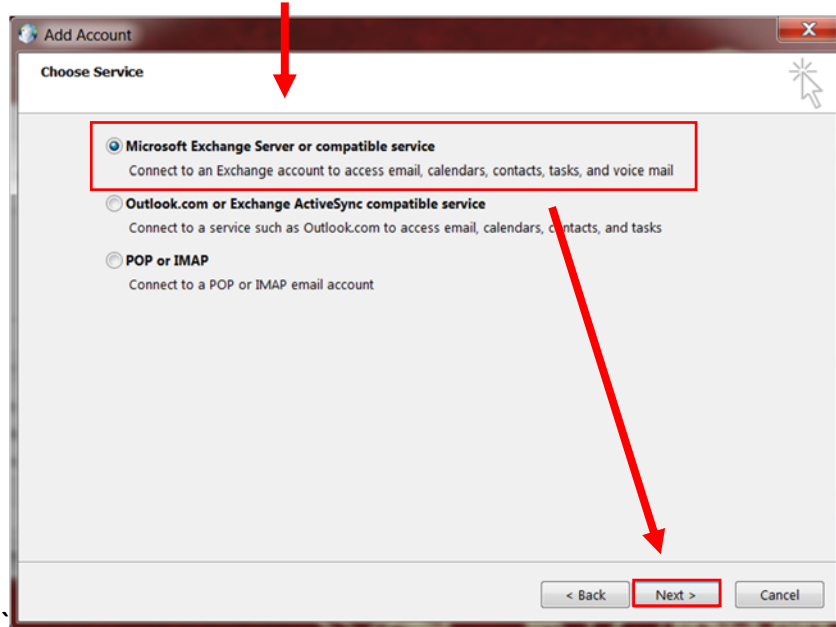 Add Account
Choose Service
Microsoft Exchange Server or compatible service
Connect to an Exchange account to access email, calendars, contacts, tasks, and voice mail
Outlook.com or Exchange ActiveSync compatible service
Connect to a service such as Outlook.com to access email, calendars, contacts, and tasks
POP or IMAP
Connect to a POP or IMAP email account
< Back Next > Cancel
`